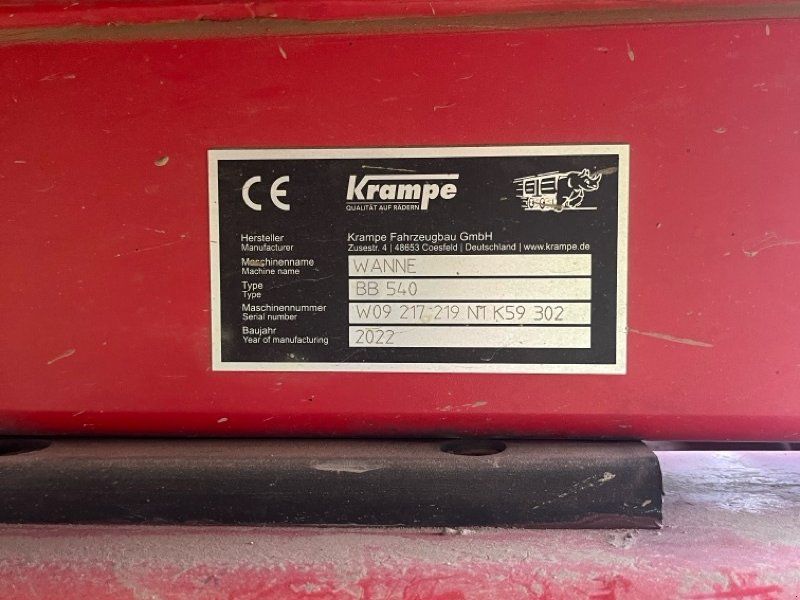 CE
Krampe
QUALITÄT AUF RÄDERN
Hersteller
Manufacturer
Krampe Fahrzeugbau GmbH
Zusestr. 4 | 48653 Coesfeld | Deutschland | www.krampe.de
Maschinenname
Machine name
WANNE
Type
Type
BB 540
Maschinennummer
Serial number
W09 217 219 N1 K59 302
Baujahr
Year of manufacturing
2022